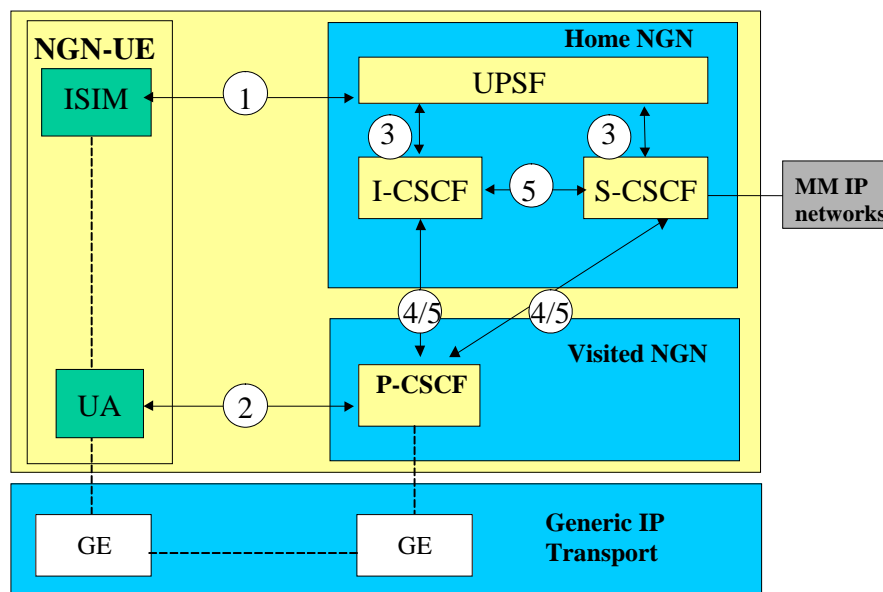 Home NGN
NGN-UE
ISIM
1
UPSF
3
3
I-CSCF
5
S-CSCF
MM IP
networks
4/5
4/5
Visited NGN
P-CSCF
UA
2
GE
GE
Generic IP
Transport